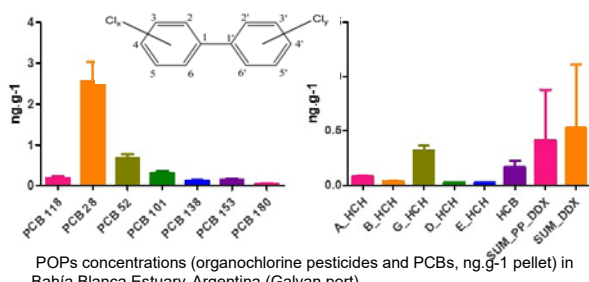 4
3
2
1
0
ng.g-1
Clx
3
2
4
1
5
6
1'
2'
3'
4'
5'
6'
Cly
PCB 118
PCB 28
PCB 52
PCB 101
PCB 138
PCB 153
PCB 180
ng.g-1
0.5
0.0
A_HCH
B_HCH
G_HCH
D_HCH
E_HCH
HCB
SUM_PP_DDX
SUM_DDX
POPs concentrations (organochlorine pesticides and PCBs, ng.g-1 pellet) in
Bahía Blanca Estuary, Argentina (Galvan port)